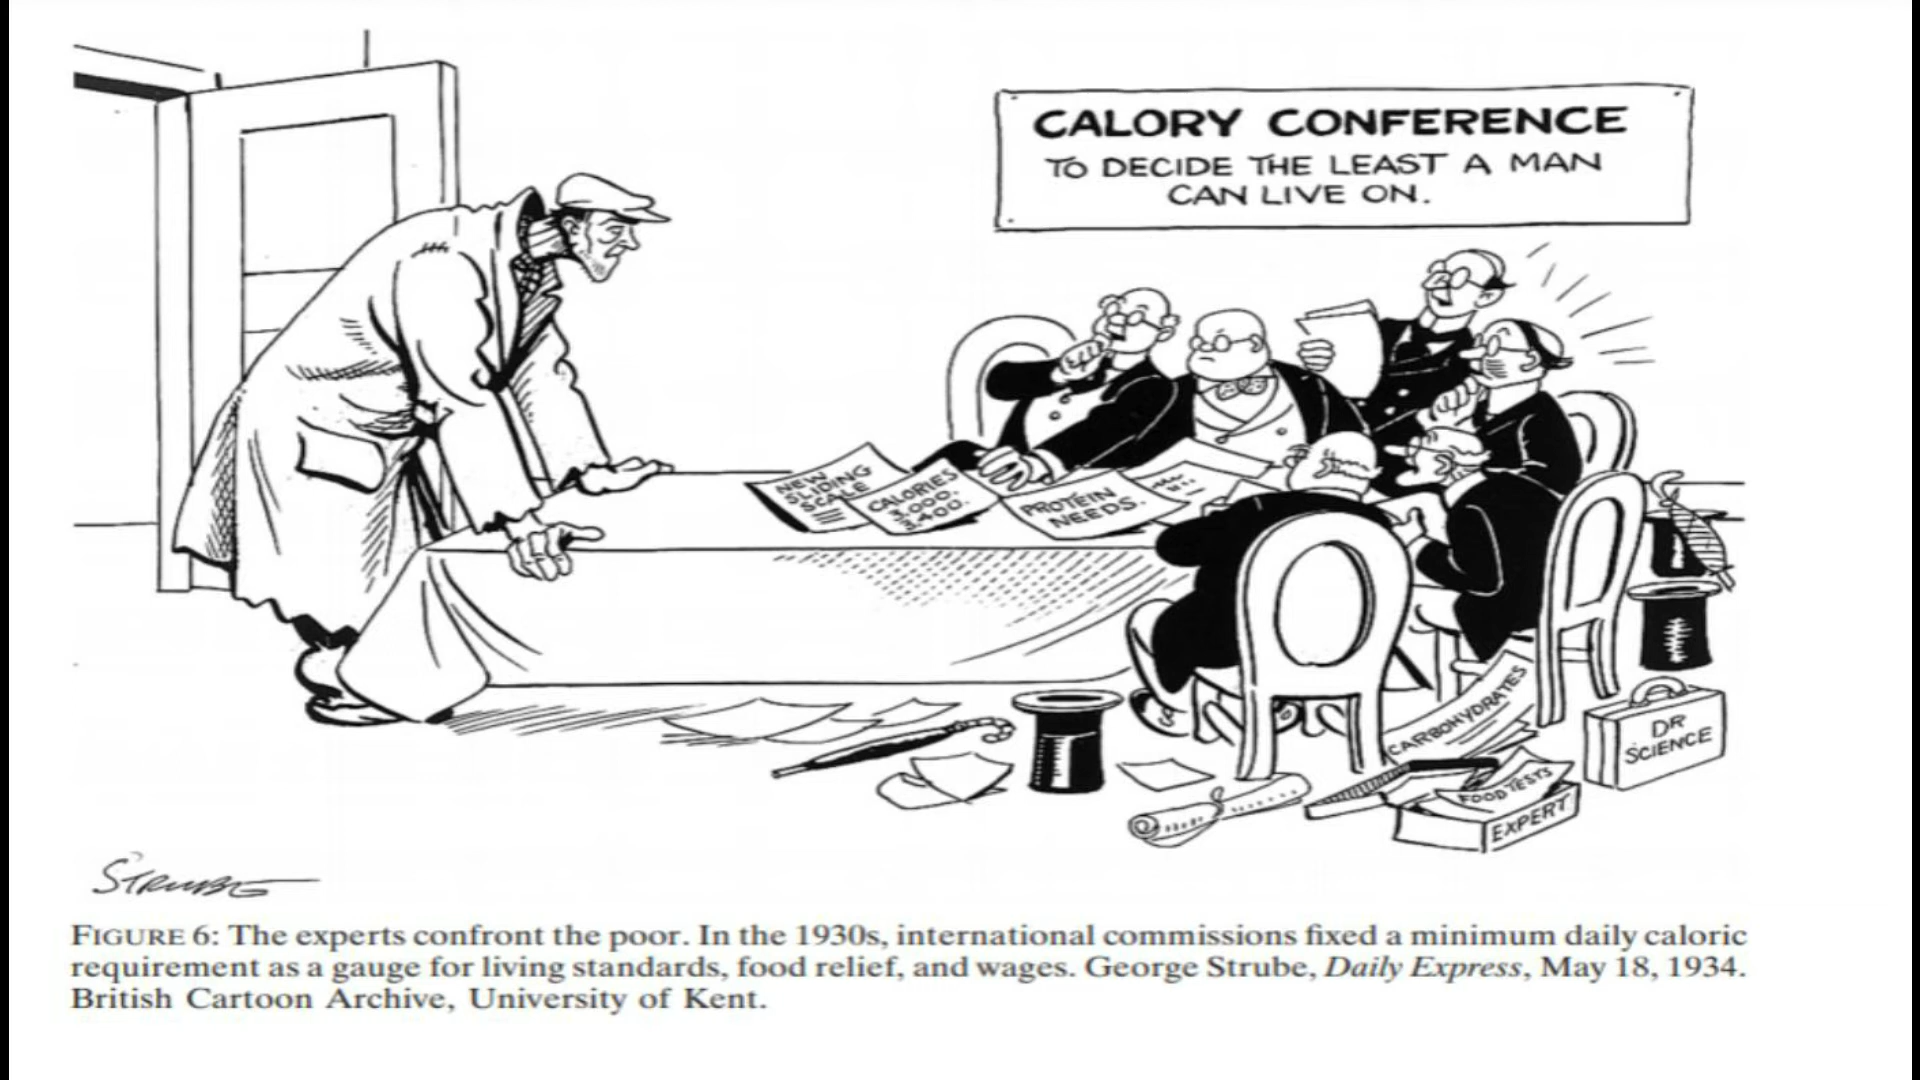 CALORY CONFERENCE
TO DECIDE THE LEAST A MAN
CAN LIVE ON.
NEW
SLIDING
SCALE
CALORIES
3,000.
3,400.
PROTEIN
NEEDS.
CARBOHYDRATES
DR
SCIENCE
FOOD TESTS
EXPERT
STRUBE
FIGURE 6: The experts confront the poor. In the 1930s, international commissions fixed a minimum daily caloric
requirement as a gauge for living standards, food relief, and wages. George Strube, Daily Express, May 18, 1934.
British Cartoon Archive, University of Kent.